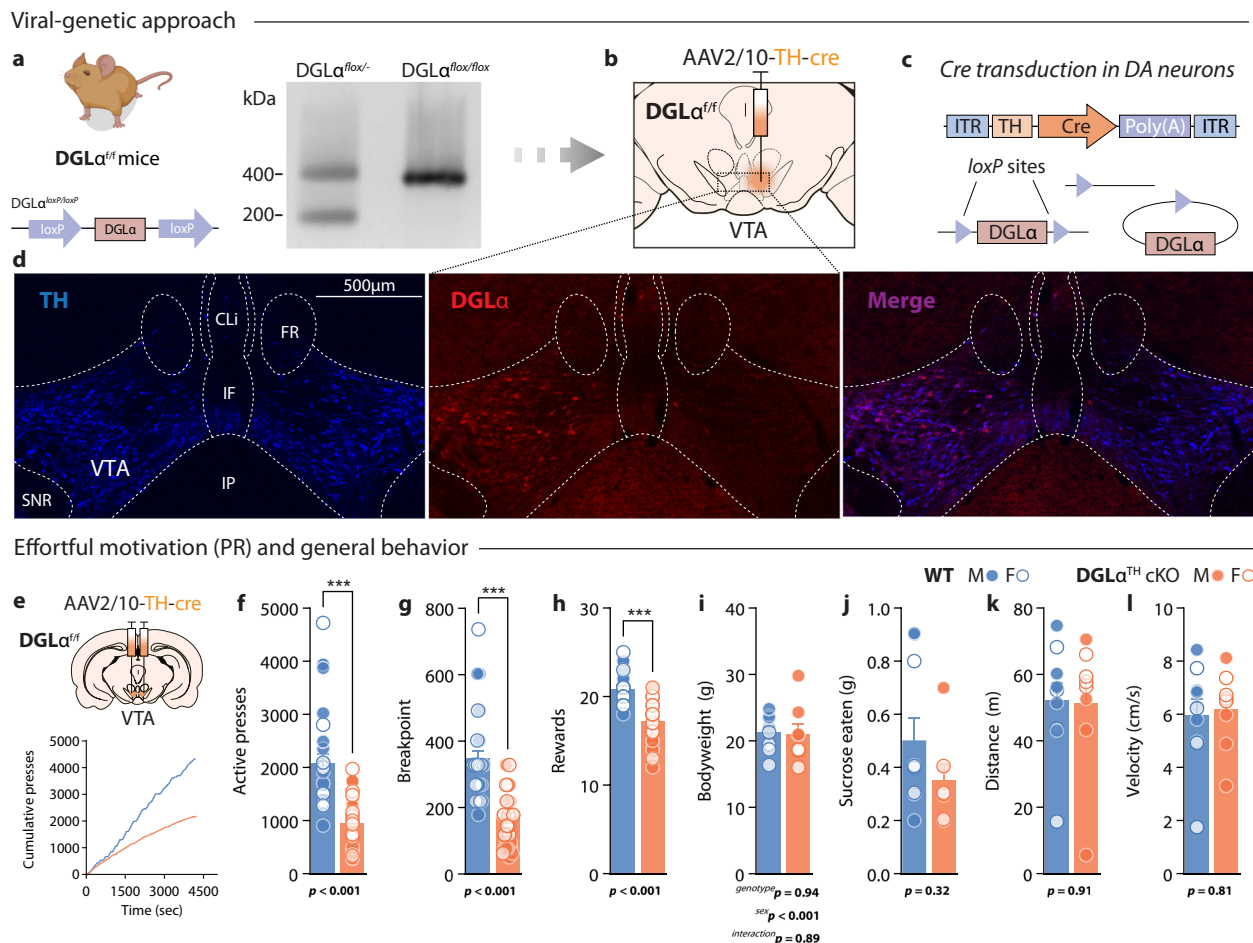 Viral-genetic approach
a
DGLα^f/f mice
DGLα^loxP/loxP
loxP DGLα loxP
DGLα^flox/- DGLα^flox/flox
kDa
400-
200-
b
AAV2/10-TH-cre
DGLα^f/f
VTA
c
Cre transduction in DA neurons
ITR TH Cre Poly(A) ITR
loxP sites
DGLα
DGLα
d
TH
500μm
CLi
FR
IF
VTA
IP
SNR
DGLα
Merge
Effortful motivation (PR) and general behavior
WT M F DGLα^TH cKO M F
e
AAV2/10-TH-cre
DGLα^f/f
VTA
Cumulative presses
5000
4000
3000
2000
1000
0
0 1500 3000 4500
Time (sec)
f
Active presses
5000
4000
3000
2000
1000
0
***
p < 0.001
g
Breakpoint
800
600
400
200
0
***
p < 0.001
h
Rewards
30
20
10
0
***
p < 0.001
i
Bodyweight (g)
40
30
20
10
0
genotype p = 0.94
sex p < 0.001
interaction p = 0.89
j
Sucrose eaten (g)
1.0
0.8
0.6
0.4
0.2
0.0
p = 0.32
k
Distance (m)
80
60
40
20
0
p = 0.91
l
Velocity (cm/s)
10
8
6
4
2
0
p = 0.81